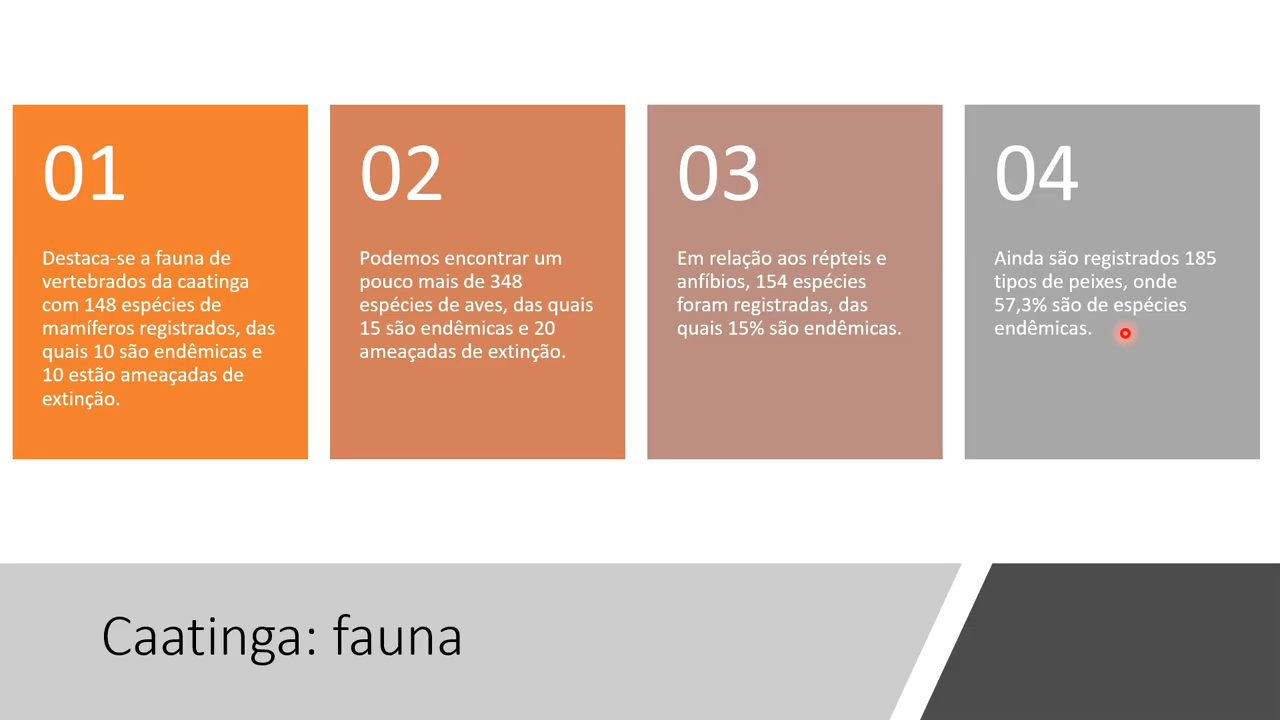 01
Destaca-se a fauna de
vertebrados da caatinga
com 148 espécies de
mamíferos registrados, das
quais 10 são endêmicas e
10 estão ameaçadas de
extinção.
02
Podemos encontrar um
pouco mais de 348
espécies de aves, das quais
15 são endêmicas e 20
ameaçadas de extinção.
03
Em relação aos répteis e
anfíbios, 154 espécies
foram registradas, das
quais 15% são endêmicas.
04
Ainda são registrados 185
tipos de peixes, onde
57,3% são de espécies
endêmicas.
Caatinga: fauna